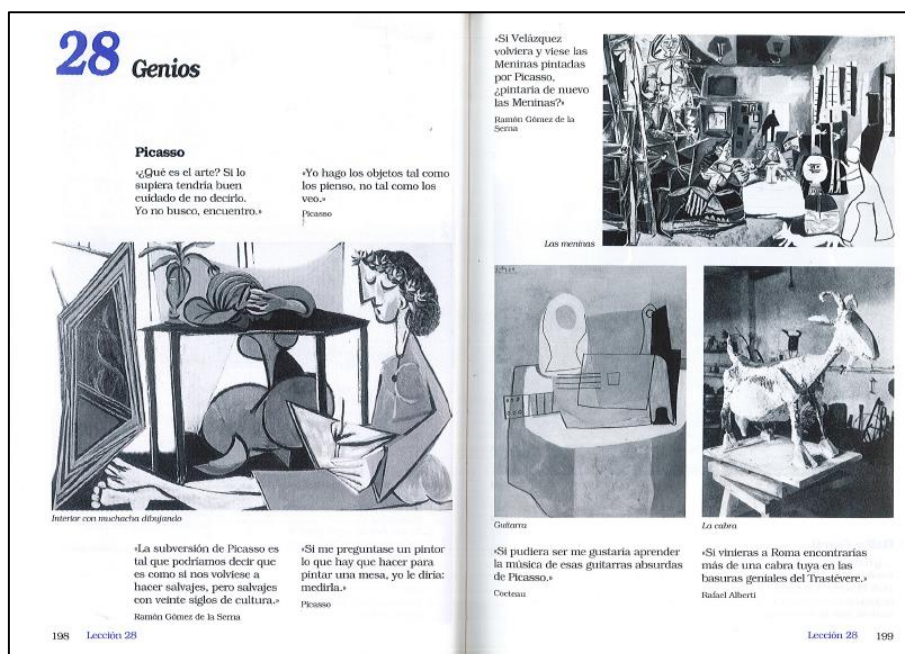 28 Genios
Picasso
«¿Qué es el arte? Si lo
supiera tendría buen
cuidado de no decirlo.
Yo no busco, encuentro.»
«Yo hago los objetos tal como
los pienso, no tal como los
veo.»
Picasso
Interior con muchacha dibujando
«La subversión de Picasso es
tal que podríamos decir que
es como si nos volviese a
hacer salvajes, pero salvajes
con veinte siglos de cultura.»
Ramón Gómez de la Serna
«Si me preguntase un pintor
lo que hay que hacer para
pintar una mesa, yo le diría:
medirla.»
Picasso
198 Lección 28
«Si Velázquez
volviera y viese las
Meninas pintadas
por Picasso,
¿pintaría de nuevo
las Meninas?»
Ramón Gómez de la
Serna
Las meninas
Guitarra
La cabra
«Si pudiera ser me gustaría aprender
la música de esas guitarras absurdas
de Picasso.»
Cocteau
«Si vinieras a Roma encontrarías
más de una cabra tuya en las
basuras geniales del Trastévere.»
Rafael Alberti
Lección 28 199